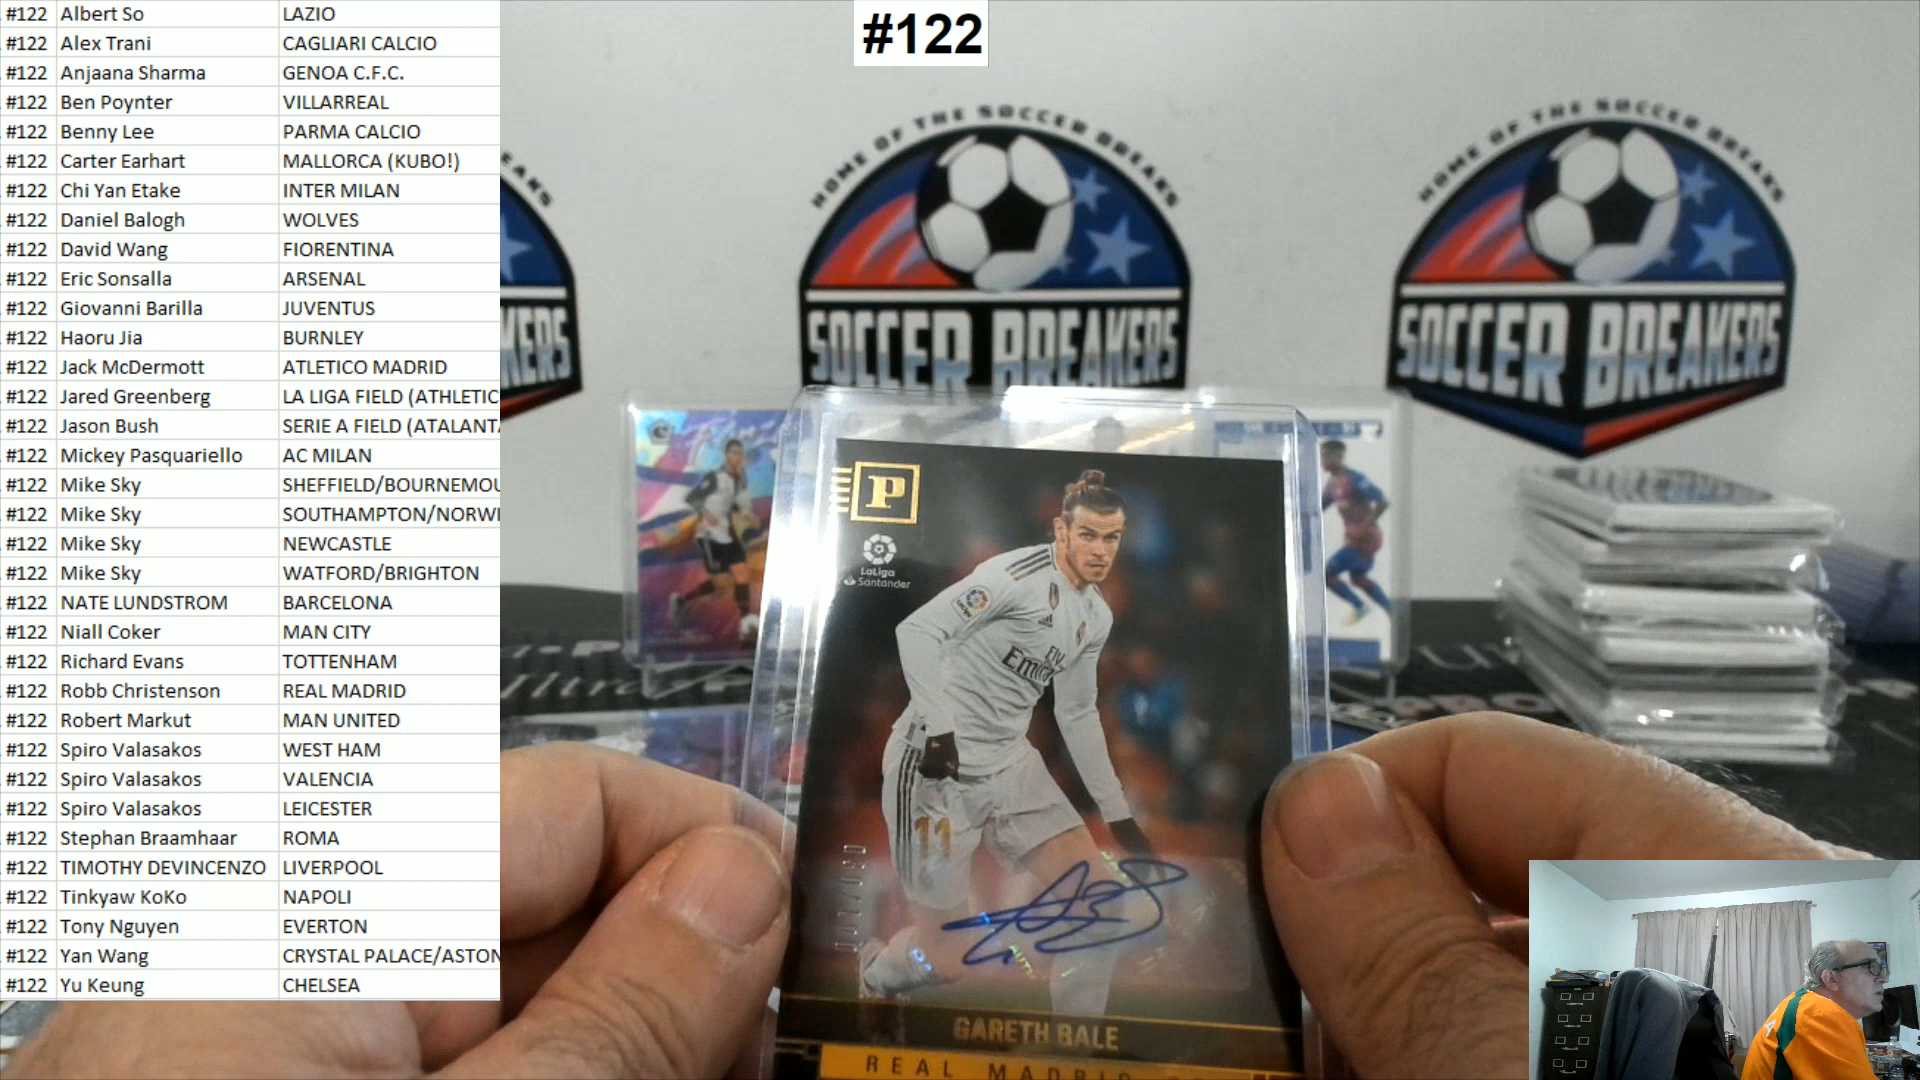 #122 Albert So LAZIO
#122 Alex Trani CAGLIARI CALCIO
#122 Anjaana Sharma GENOA C.F.C.
#122 Ben Poynter VILLARREAL
#122 Benny Lee PARMA CALCIO
#122 Carter Earhart MALLORCA (KUBO!)
#122 Chi Yan Etake INTER MILAN
#122 Daniel Balogh WOLVES
#122 David Wang FIORENTINA
#122 Eric Sonsalla ARSENAL
#122 Giovanni Barilla JUVENTUS
#122 Haoru Jia BURNLEY
#122 Jack McDermott ATLETICO MADRID
#122 Jared Greenberg LA LIGA FIELD (ATHLETIC
#122 Jason Bush SERIE A FIELD (ATALANTA
#122 Mickey Pasquariello AC MILAN
#122 Mike Sky SHEFFIELD/BOURNEMOU
#122 Mike Sky SOUTHAMPTON/NORWI
#122 Mike Sky NEWCASTLE
#122 Mike Sky WATFORD/BRIGHTON
#122 NATE LUNDSTROM BARCELONA
#122 Niall Coker MAN CITY
#122 Richard Evans TOTTENHAM
#122 Robb Christenson REAL MADRID
#122 Robert Markut MAN UNITED
#122 Spiro Valasakos WEST HAM
#122 Spiro Valasakos VALENCIA
#122 Spiro Valasakos LEICESTER
#122 Stephan Braamhaar ROMA
#122 TIMOTHY DEVINCENZO LIVERPOOL
#122 Tinkyaw KoKo NAPOLI
#122 Tony Nguyen EVERTON
#122 Yan Wang CRYSTAL PALACE/ASTON
#122 Yu Keung CHELSEA
#122
HOME OF THE SOCCER BREAKS
SOCCER BREAKERS
HOME OF THE SOCCER BREAKS
SOCCER BREAKERS
EAKS
KERS
P
LaLiga
Santander
Fly
Emirates
11
GARETH BALE
REAL MADRID